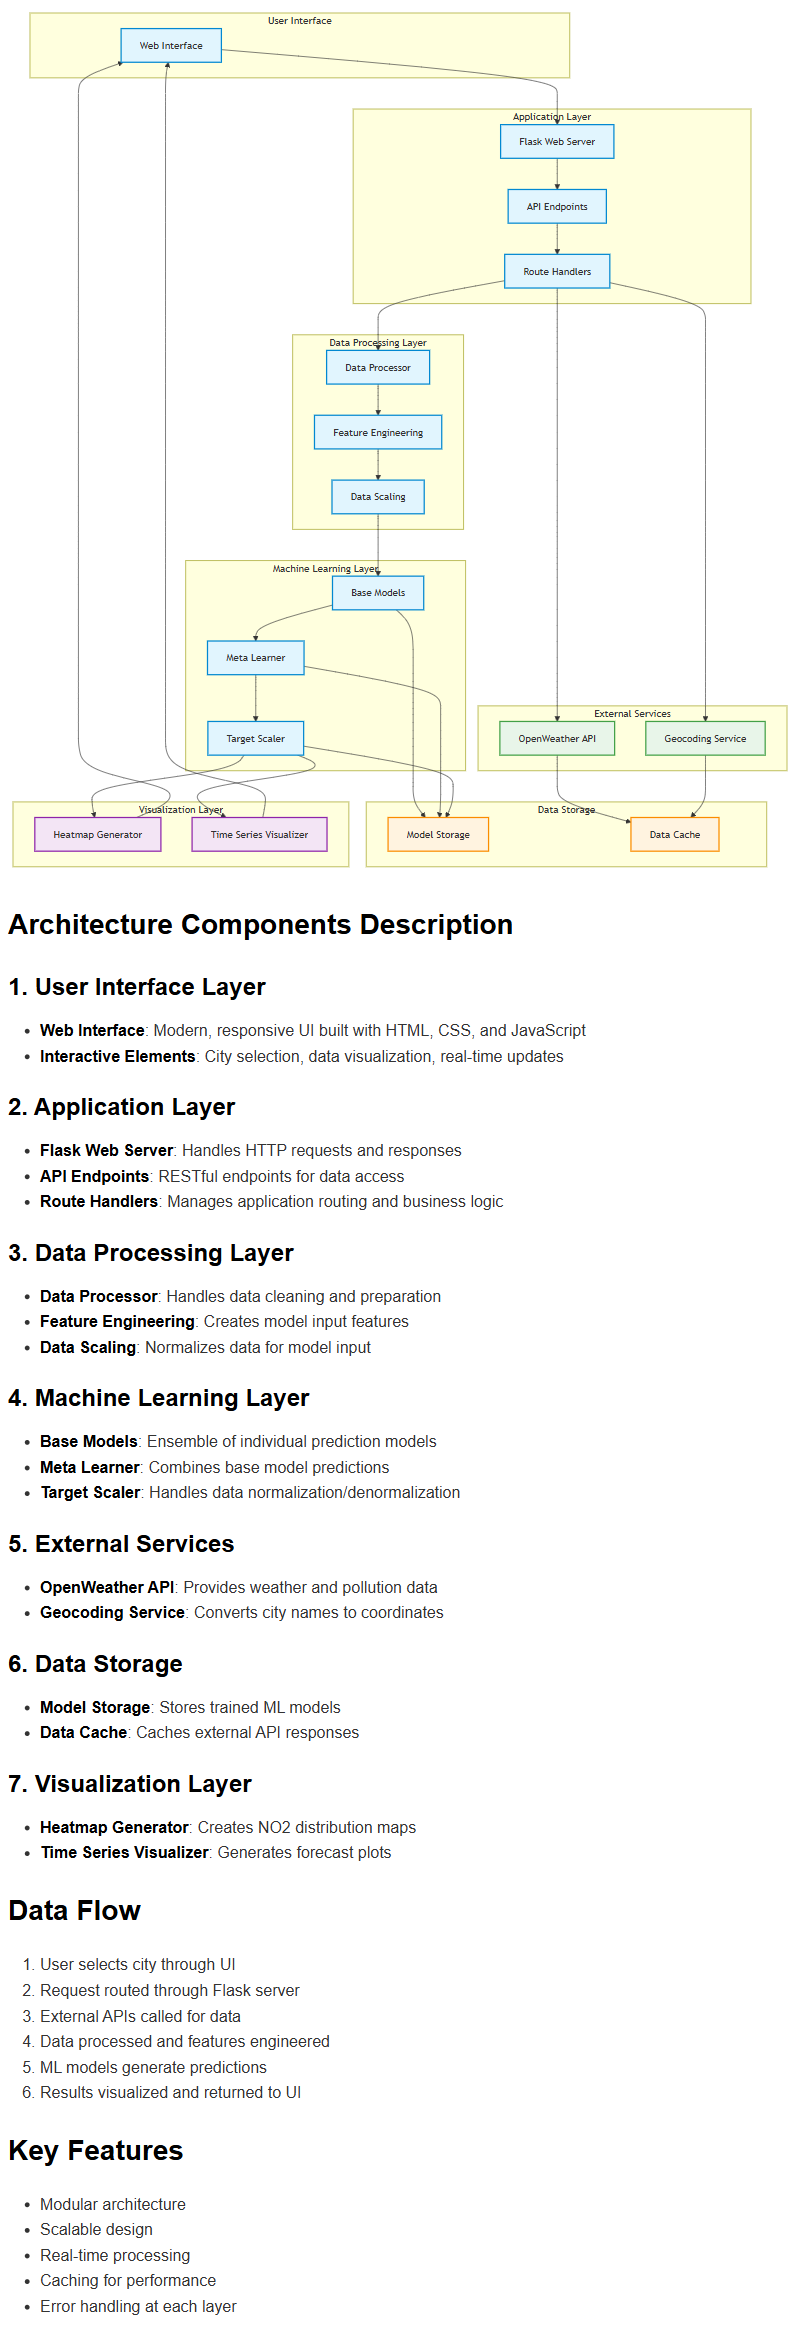 User Interface
Web Interface
Application Layer
Flask Web Server
API Endpoints
Route Handlers
Data Processing Layer
Data Processor
Feature Engineering
Data Scaling
Machine Learning Layer
Base Models
Meta Learner
Target Scaler
External Services
OpenWeather API
Geocoding Service
Visualization Layer
Heatmap Generator
Time Series Visualizer
Data Storage
Model Storage
Data Cache
Architecture Components Description
1. User Interface Layer
• Web Interface: Modern, responsive UI built with HTML, CSS, and JavaScript
• Interactive Elements: City selection, data visualization, real-time updates
2. Application Layer
• Flask Web Server: Handles HTTP requests and responses
• API Endpoints: RESTful endpoints for data access
• Route Handlers: Manages application routing and business logic
3. Data Processing Layer
• Data Processor: Handles data cleaning and preparation
• Feature Engineering: Creates model input features
• Data Scaling: Normalizes data for model input
4. Machine Learning Layer
• Base Models: Ensemble of individual prediction models
• Meta Learner: Combines base model predictions
• Target Scaler: Handles data normalization/denormalization
5. External Services
• OpenWeather API: Provides weather and pollution data
• Geocoding Service: Converts city names to coordinates
6. Data Storage
• Model Storage: Stores trained ML models
• Data Cache: Caches external API responses
7. Visualization Layer
• Heatmap Generator: Creates NO2 distribution maps
• Time Series Visualizer: Generates forecast plots
Data Flow
1. User selects city through UI
2. Request routed through Flask server
3. External APIs called for data
4. Data processed and features engineered
5. ML models generate predictions
6. Results visualized and returned to UI
Key Features
• Modular architecture
• Scalable design
• Real-time processing
• Caching for performance
• Error handling at each layer